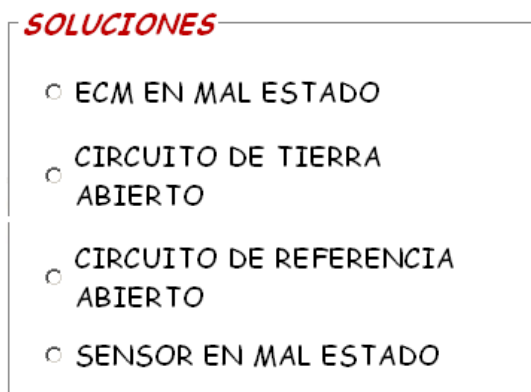 SOLUCIONES
ECM EN MAL ESTADO
CIRCUITO DE TIERRA
ABIERTO
CIRCUITO DE REFERENCIA
ABIERTO
SENSOR EN MAL ESTADO